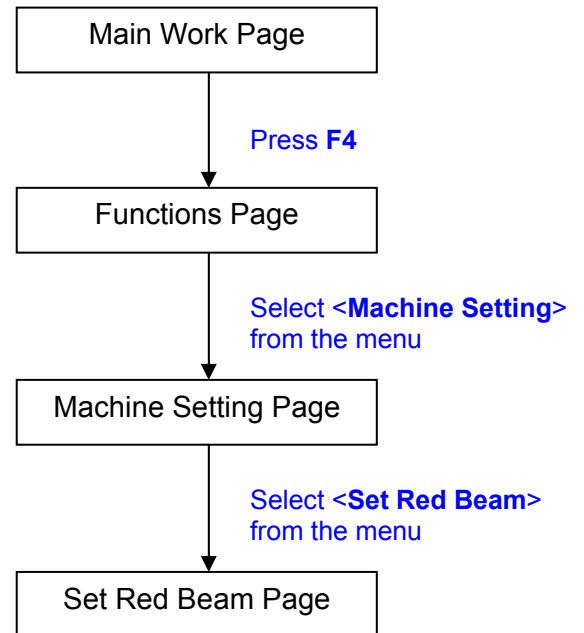 Main Work Page
Press F4
Functions Page
Select <Machine Setting>
from the menu
Machine Setting Page
Select <Set Red Beam>
from the menu
Set Red Beam Page